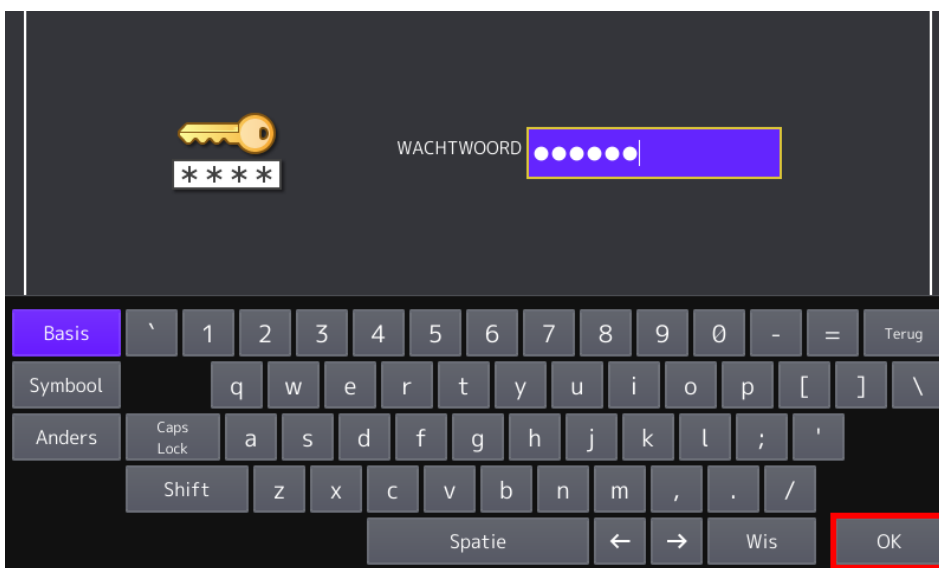 WACHTWOORD ●●●●●●
* * * *
Basis ` 1 2 3 4 5 6 7 8 9 0 - = Terug
Symbool q w e r t y u i o p [ ] \
Anders Caps Lock a s d f g h j k l ; '
Shift z x c v b n m , . /
Spatie ← → Wis OK